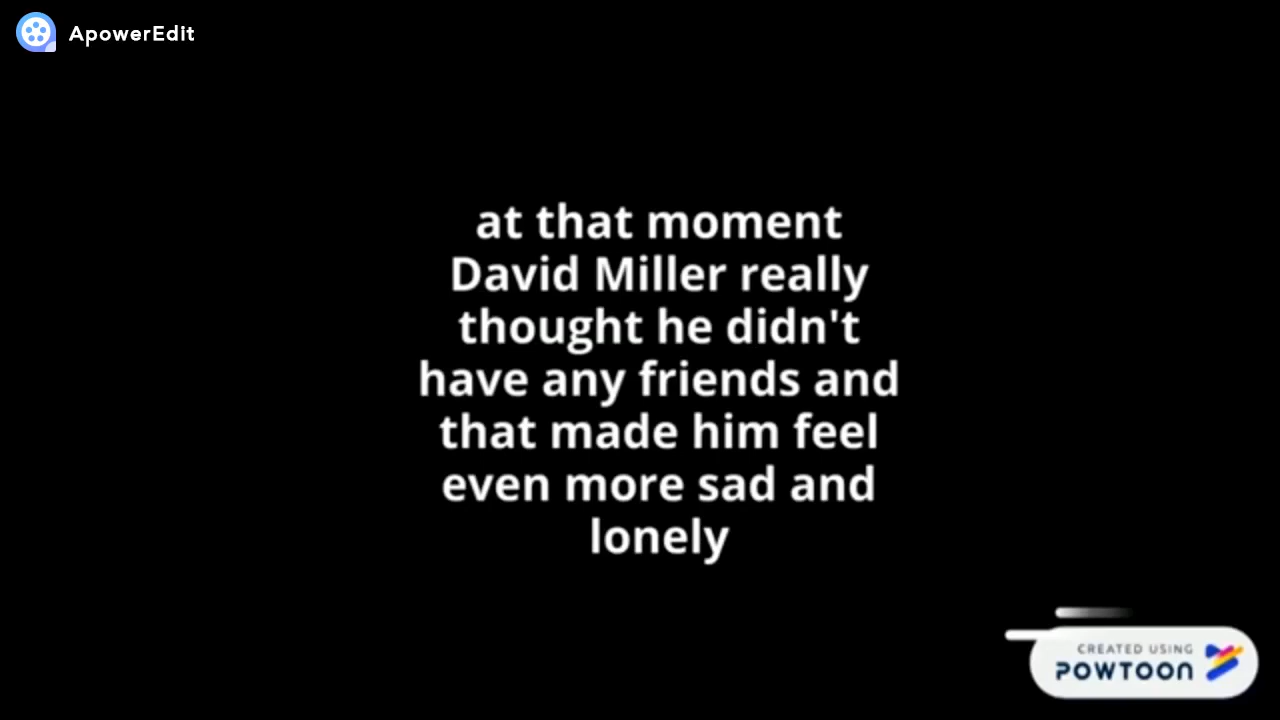 ApowerEdit
at that moment
David Miller really
thought he didn't
have any friends and
that made him feel
even more sad and
lonely
CREATED USING
POWTOON